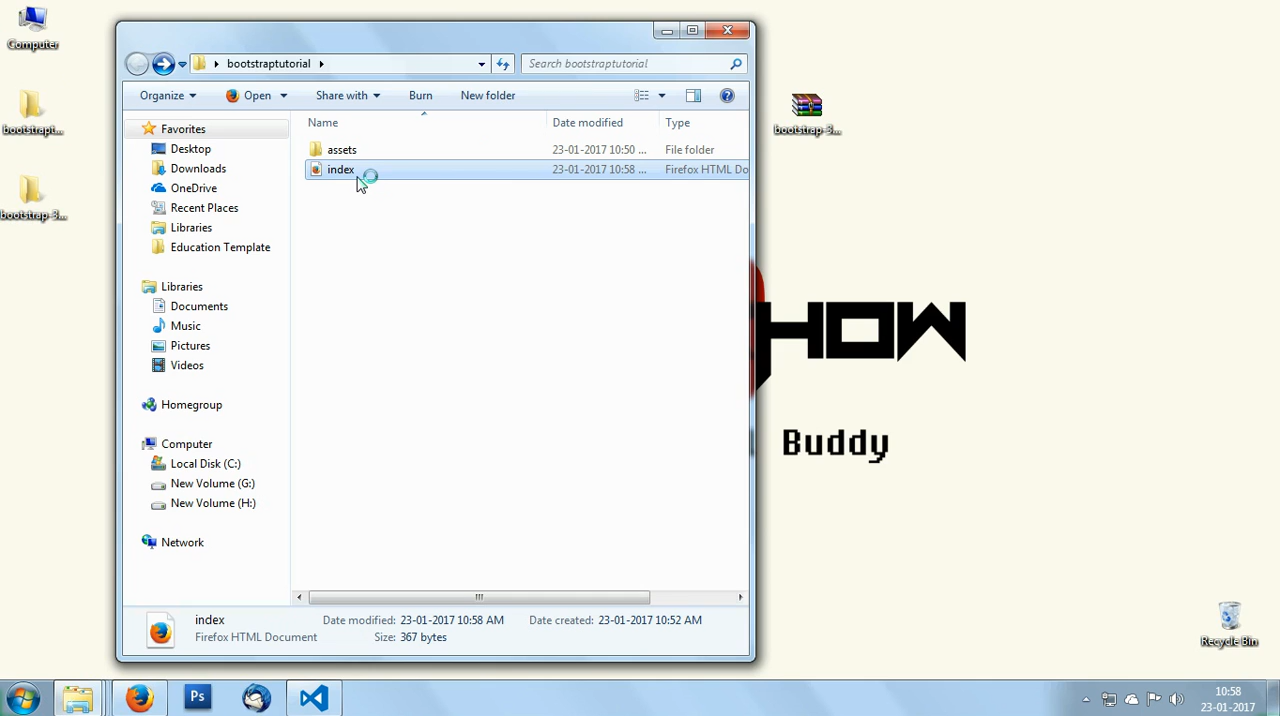 Computer
bootstrapt...
bootstrap-3...
bootstrap-3...
bootstraptutorial
Search bootstraptutorial
Organize
Open
Share with
Burn
New folder
Name
Date modified
Type
assets
23-01-2017 10:50 ...
File folder
index
23-01-2017 10:58 ...
Firefox HTML Do
Favorites
Desktop
Downloads
OneDrive
Recent Places
Libraries
Education Template
Libraries
Documents
Music
Pictures
Videos
Homegroup
Computer
Local Disk (C:)
New Volume (G:)
New Volume (H:)
Network
index
Firefox HTML Document
Date modified: 23-01-2017 10:58 AM
Size: 367 bytes
Date created: 23-01-2017 10:52 AM
HOW
Buddy
Recycle Bin
Ps
10:58
23-01-2017